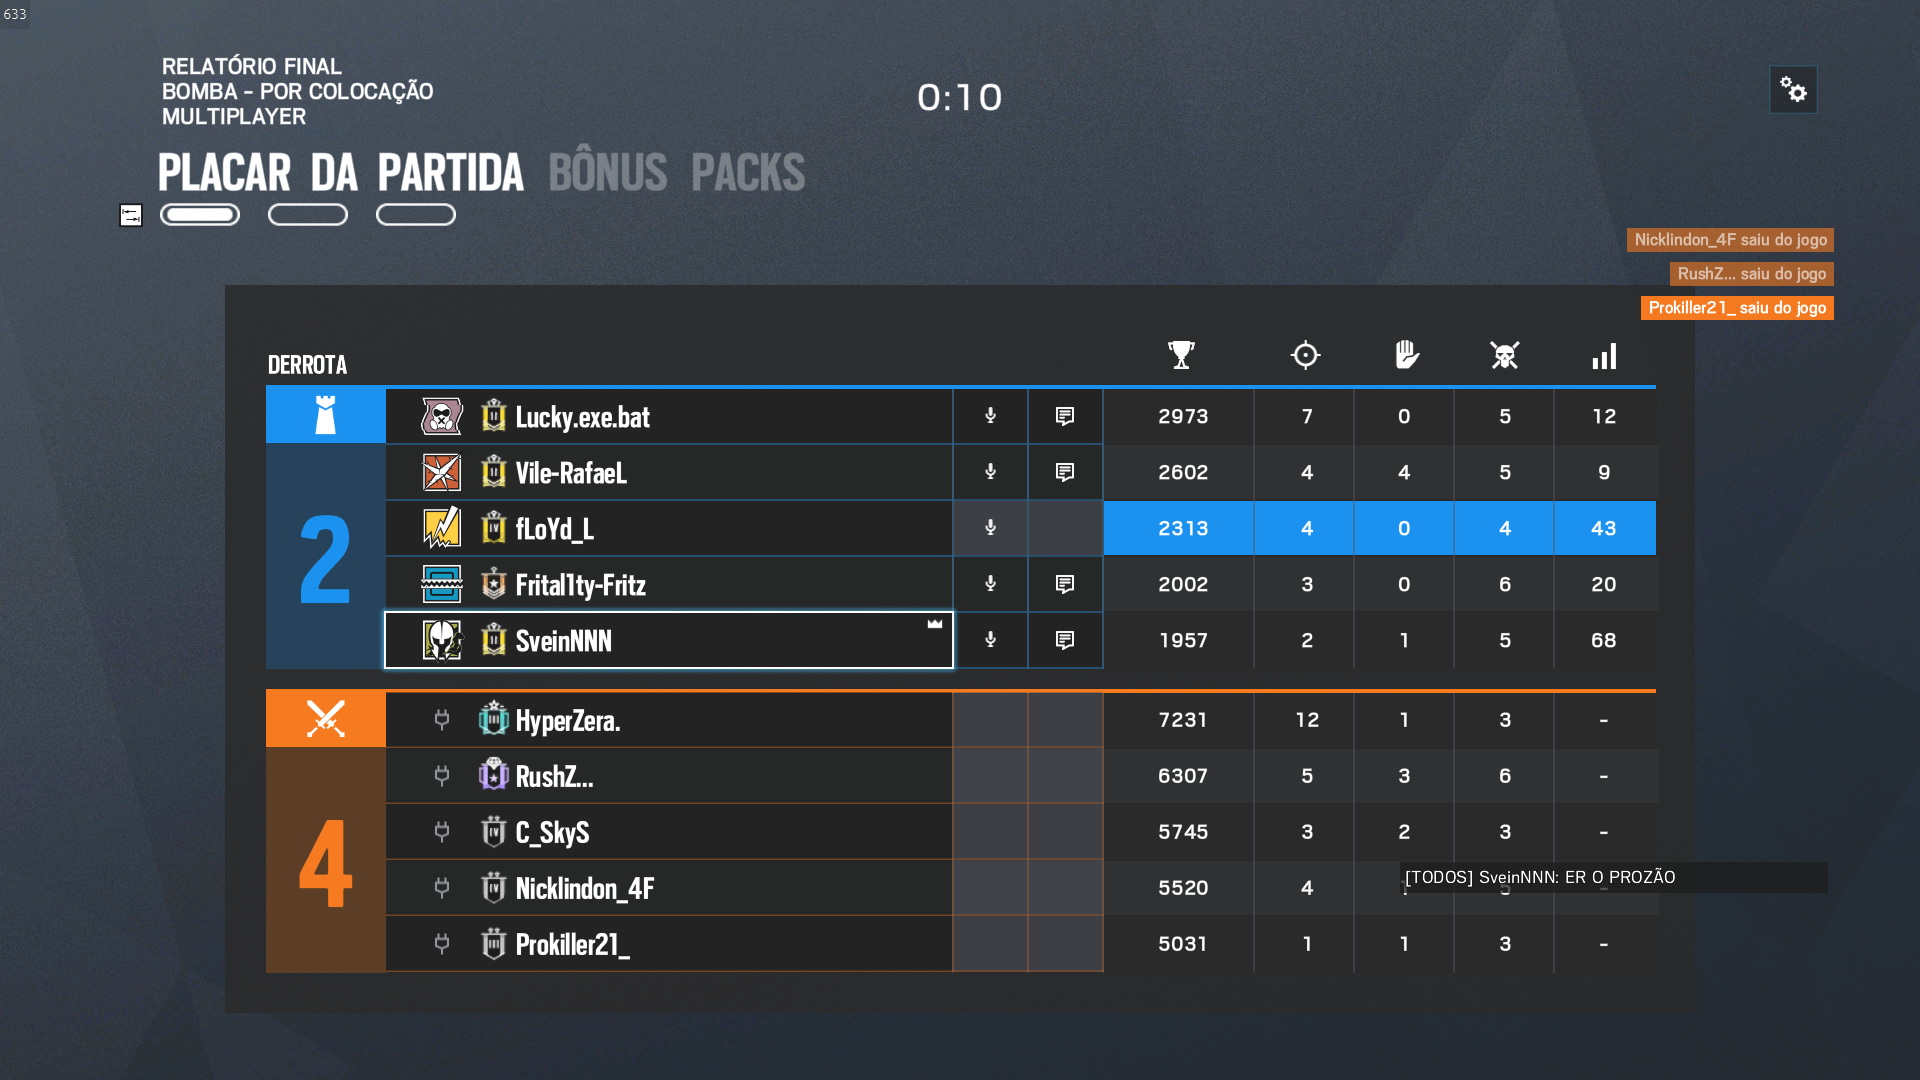 633
RELATÓRIO FINAL
BOMBA - POR COLOCAÇÃO
MULTIPLAYER
0:10
PLACAR DA PARTIDA BÔNUS PACKS
Nicklindon_4F saiu do jogo
RushZ... saiu do jogo
Prokiller21_ saiu do jogo
DERROTA
Lucky.exe.bat 2973 7 0 5 12
Vile-RafaeL 2602 4 4 5 9
2
fLoYd_L 2313 4 0 4 43
Frital1ty-Fritz 2002 3 0 6 20
SveinNNN 1957 2 1 5 68
HyperZera. 7231 12 1 3 -
RushZ... 6307 5 3 6 -
4
C_SkyS 5745 3 2 3 -
[TODOS] SveinNNN: ER O PROZÃO
Nicklindon_4F 5520 4
Prokiller21_ 5031 1 1 3 -